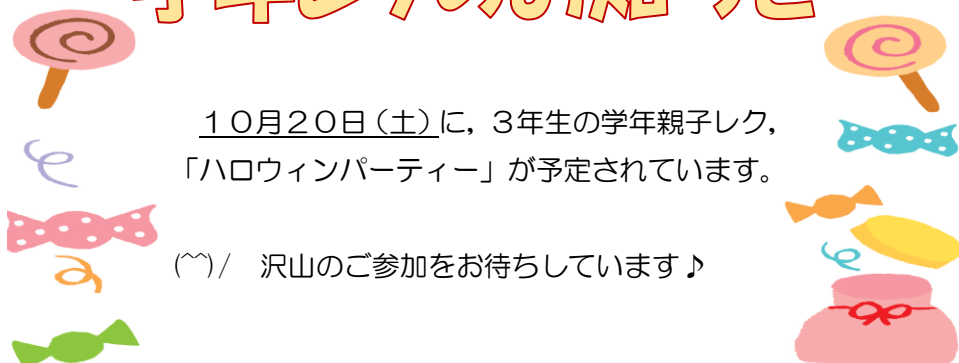 １０月２０日（土）に，３年生の学年親子レク，
「ハロウィンパーティー」が予定されています。
(^^)/　沢山のご参加をお待ちしています♪